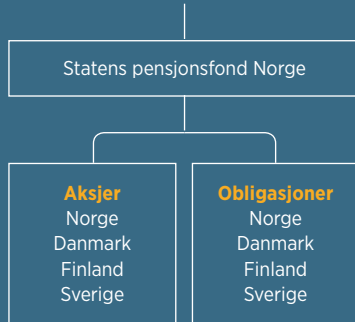 Statens pensjonsfond Norge
Aksjer
Norge
Danmark
Finland
Sverige
Obligasjoner
Norge
Danmark
Finland
Sverige